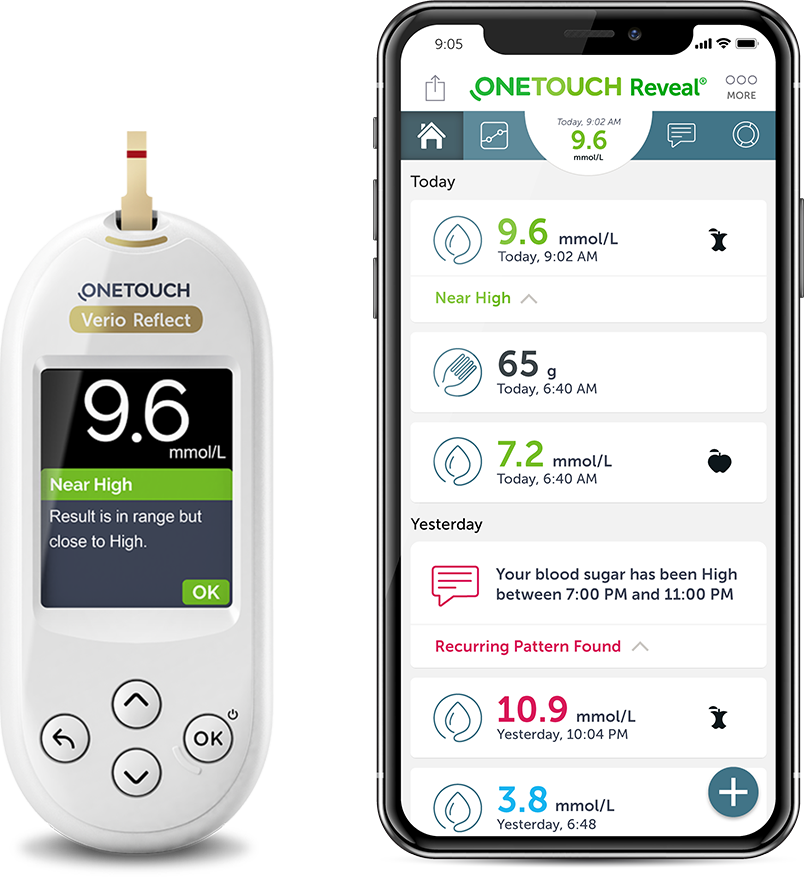 ONETOUCH
Verio Reflect
9.6
mmol/L
Near High
Result is in range but
close to High.
OK
OK
9:05
ONETOUCH Reveal®
MORE
Today, 9:02 AM
9.6
mmol/L
Today
9.6 mmol/L
Today, 9:02 AM
Near High
65 g
Today, 6:40 AM
7.2 mmol/L
Today, 6:40 AM
Yesterday
Your blood sugar has been High
between 7:00 PM and 11:00 PM
Recurring Pattern Found
10.9 mmol/L
Yesterday, 10:04 PM
3.8 mmol/L
Yesterday, 6:48